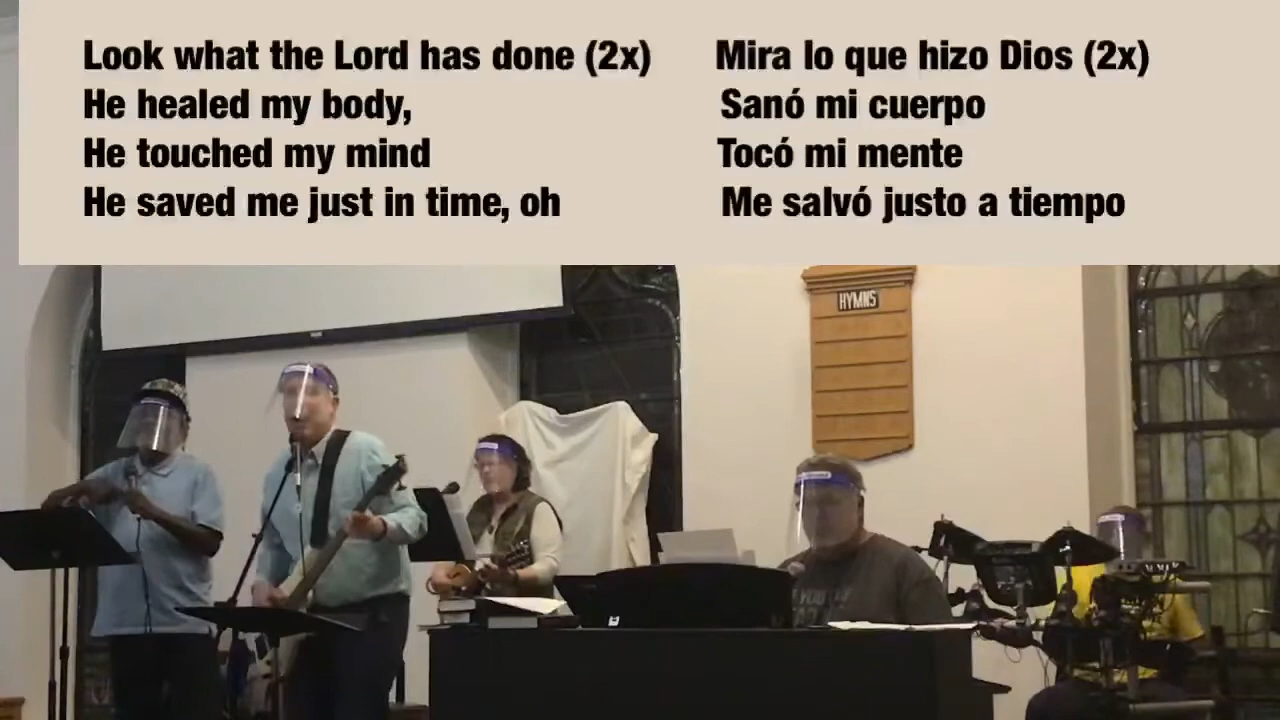 Look what the Lord has done (2x)
He healed my body,
He touched my mind
He saved me just in time, oh
Mira lo que hizo Dios (2x)
Sanó mi cuerpo
Tocó mi mente
Me salvó justo a tiempo
HYMNS